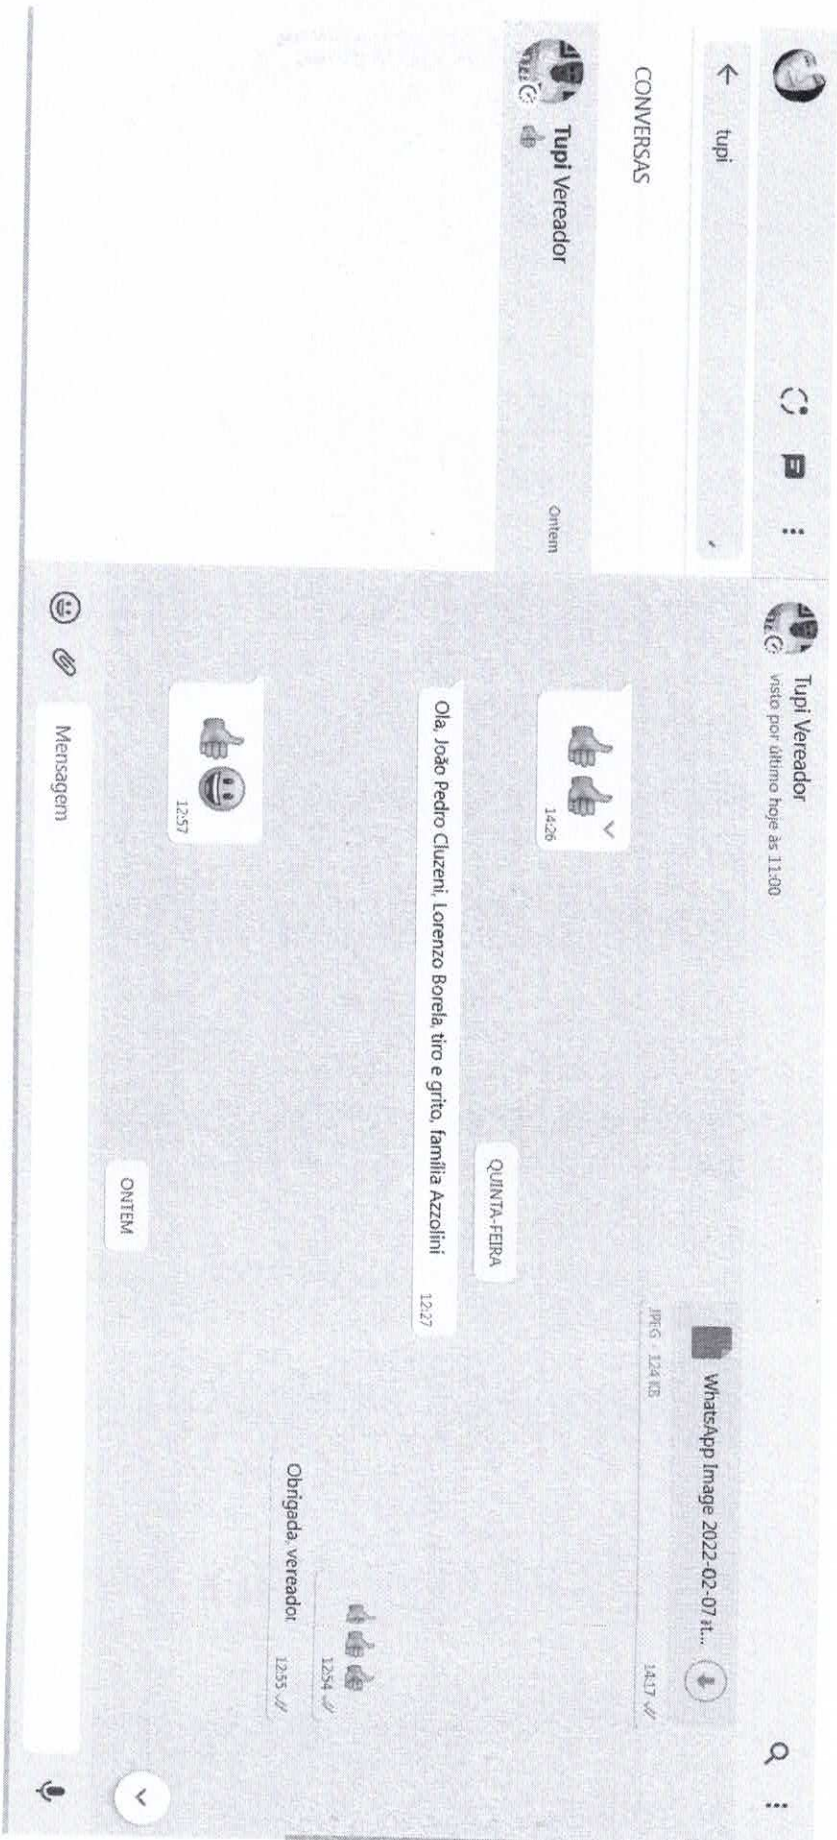 tupi
CONVERSAS
Tupi Vereador
Ontem
Tupi Vereador
visto por último hoje às 11:00
WhatsApp Image 2022-02-07 at...
JPEG • 124 KB
14:17
14:26
QUINTA-FEIRA
Ola, João Pedro Cluzeni, Lorenzo Borela, tiro e grito, família Azzolini
12:27
12:54
Obrigada, vereador
12:55
12:57
ONTEM
Mensagem